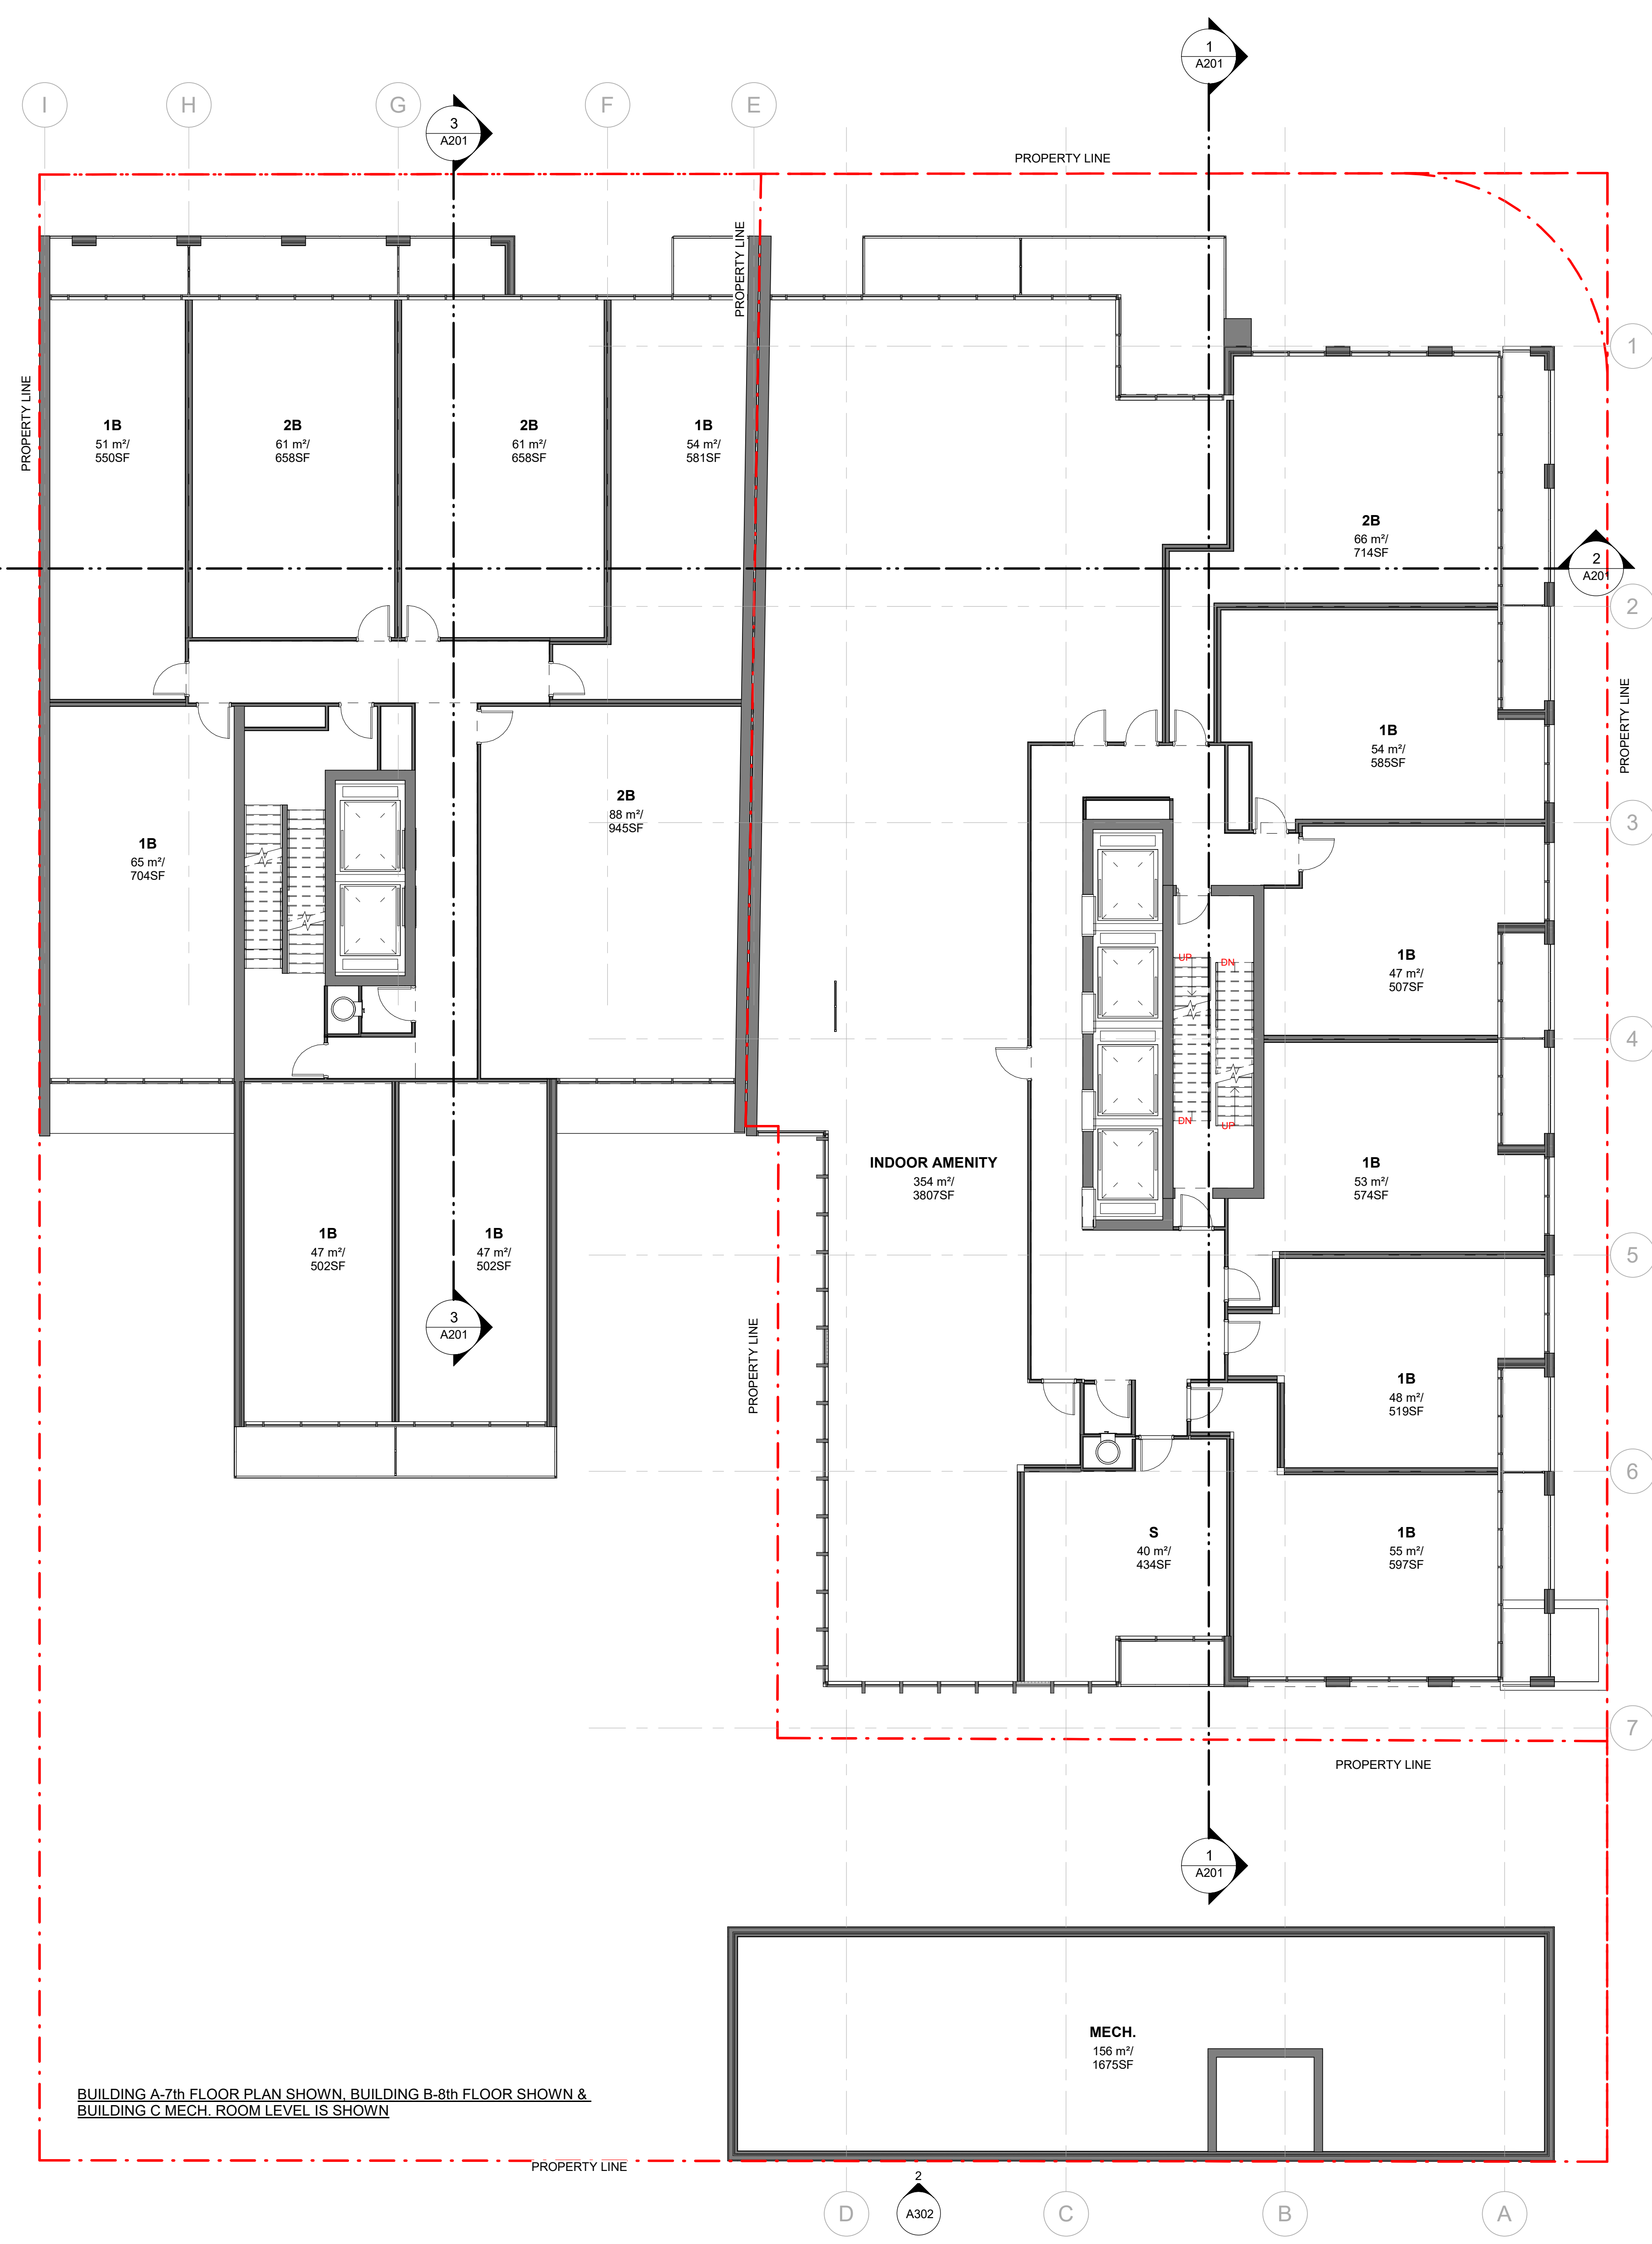 1
A201
I
H
G
F
E
3
A201
PROPERTY LINE
PROPERTY LINE
PROPERTY LINE
1
1B
51 m²/
550SF
2B
61 m²/
658SF
2B
61 m²/
658SF
1B
54 m²/
581SF
2B
66 m²/
714SF
2
A201
2
PROPERTY LINE
1B
54 m²/
585SF
2B
88 m²/
945SF
3
1B
65 m²/
704SF
1B
47 m²/
507SF
UP
DN
4
DN
UP
INDOOR AMENITY
354 m²/
3807SF
1B
53 m²/
574SF
1B
47 m²/
502SF
1B
47 m²/
502SF
5
3
A201
PROPERTY LINE
1B
48 m²/
519SF
6
S
40 m²/
434SF
1B
55 m²/
597SF
7
PROPERTY LINE
1
A201
MECH.
156 m²/
1675SF
BUILDING A-7th FLOOR PLAN SHOWN, BUILDING B-8th FLOOR SHOWN &
BUILDING C MECH. ROOM LEVEL IS SHOWN
PROPERTY LINE
2
A302
D
C
B
A